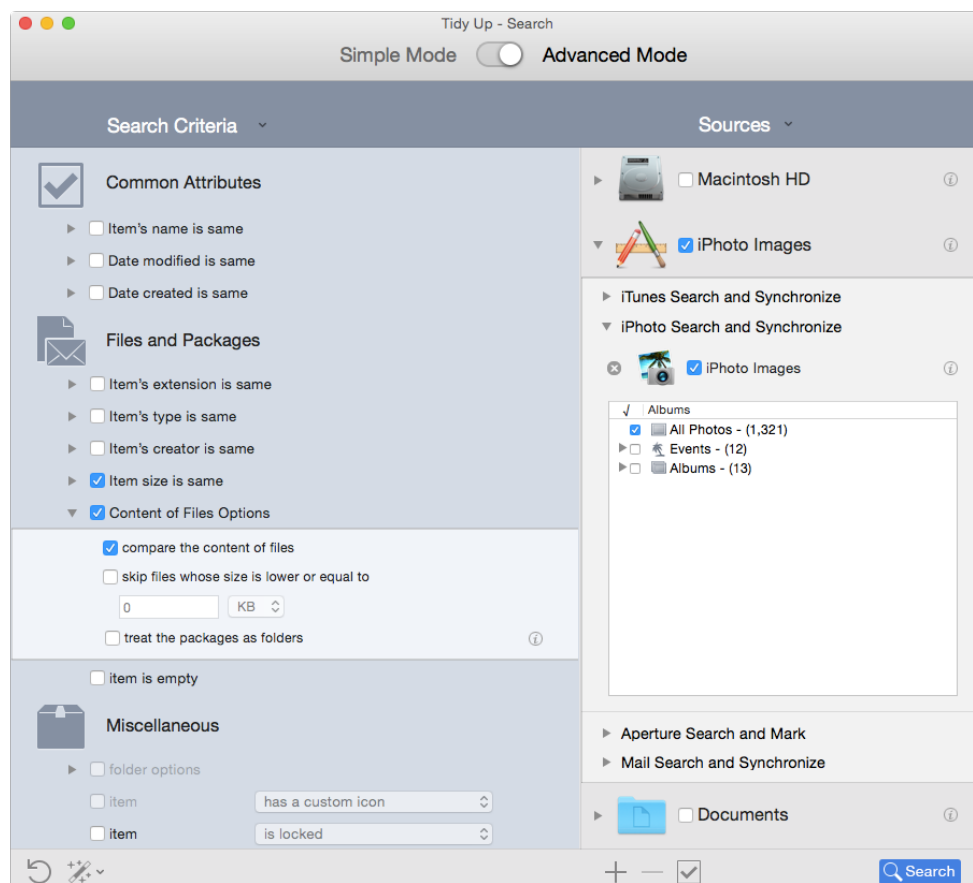 Tidy Up - Search
Simple Mode Advanced Mode
Search Criteria
Common Attributes
Item's name is same
Date modified is same
Date created is same
Files and Packages
Item's extension is same
Item's type is same
Item's creator is same
Item size is same
Content of Files Options
compare the content of files
skip files whose size is lower or equal to
0 KB
treat the packages as folders
item is empty
Miscellaneous
folder options
item has a custom icon
item is locked
Sources
Macintosh HD
iPhoto Images
iTunes Search and Synchronize
iPhoto Search and Synchronize
iPhoto Images
√ Albums
All Photos - (1,321)
Events - (12)
Albums - (13)
Aperture Search and Mark
Mail Search and Synchronize
Documents
Search